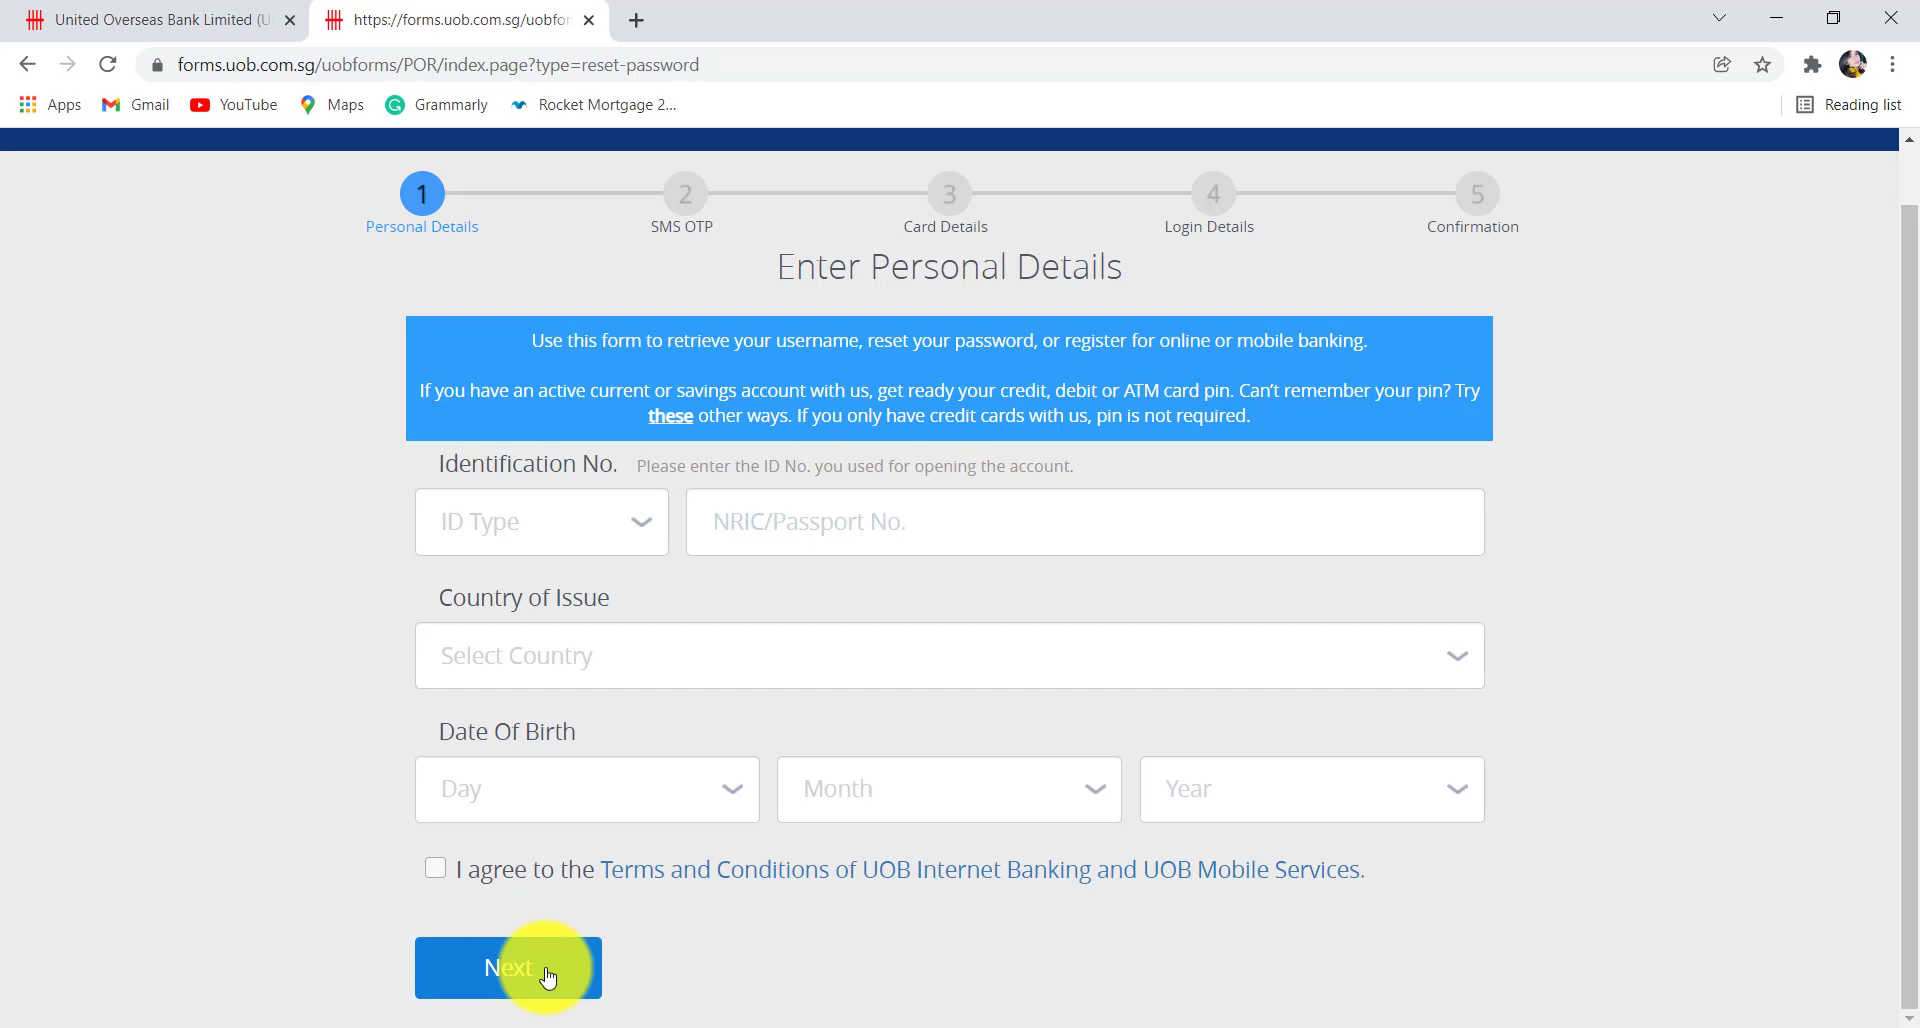 United Overseas Bank Limited (U
https://forms.uob.com.sg/uobfor
forms.uob.com.sg/uobforms/POR/index.page?type=reset-password
Apps
Gmail
YouTube
Maps
Grammarly
Rocket Mortgage 2...
Reading list
1
2
3
4
5
Personal Details
SMS OTP
Card Details
Login Details
Confirmation
Enter Personal Details
Use this form to retrieve your username, reset your password, or register for online or mobile banking.
If you have an active current or savings account with us, get ready your credit, debit or ATM card pin. Can't remember your pin? Try
these other ways. If you only have credit cards with us, pin is not required.
Identification No. Please enter the ID No. you used for opening the account.
ID Type
NRIC/Passport No.
Country of Issue
Select Country
Date Of Birth
Day
Month
Year
I agree to the Terms and Conditions of UOB Internet Banking and UOB Mobile Services.
Next